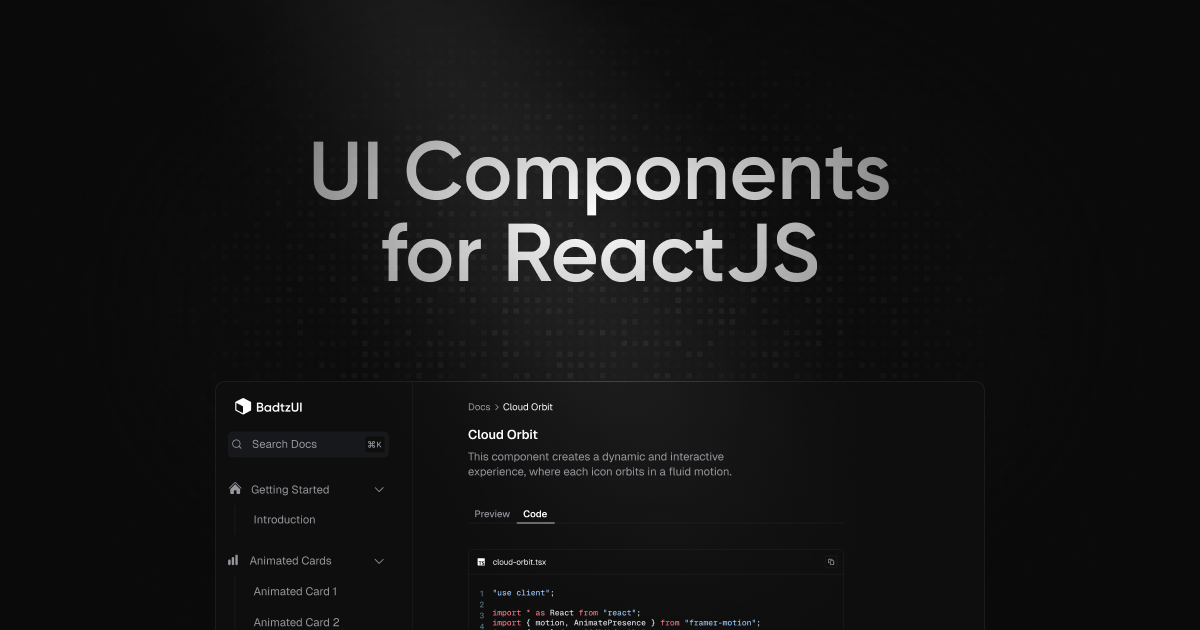 UI Components
for ReactJS
BadtzUI
Search Docs ⌘K
Getting Started
Introduction
Animated Cards
Animated Card 1
Animated Card 2
Docs > Cloud Orbit
Cloud Orbit
This component creates a dynamic and interactive
experience, where each icon orbits in a fluid motion.
Preview Code
cloud-orbit.tsx
1 "use client";
2
3 import * as React from "react";
4 import { motion, AnimatePresence } from "framer-motion";